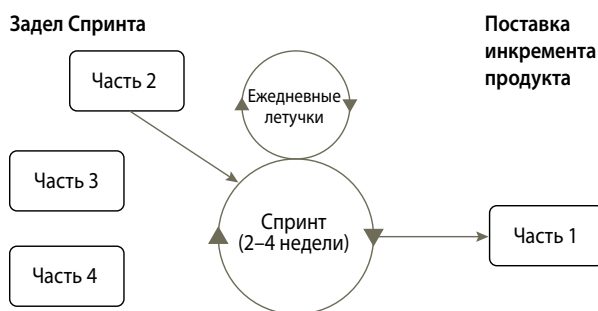 Задел Спринта
Поставка
инкремента
продукта
Часть 2
Ежедневные
летучки
Часть 3
Спринт
(2–4 недели)
Часть 1
Часть 4